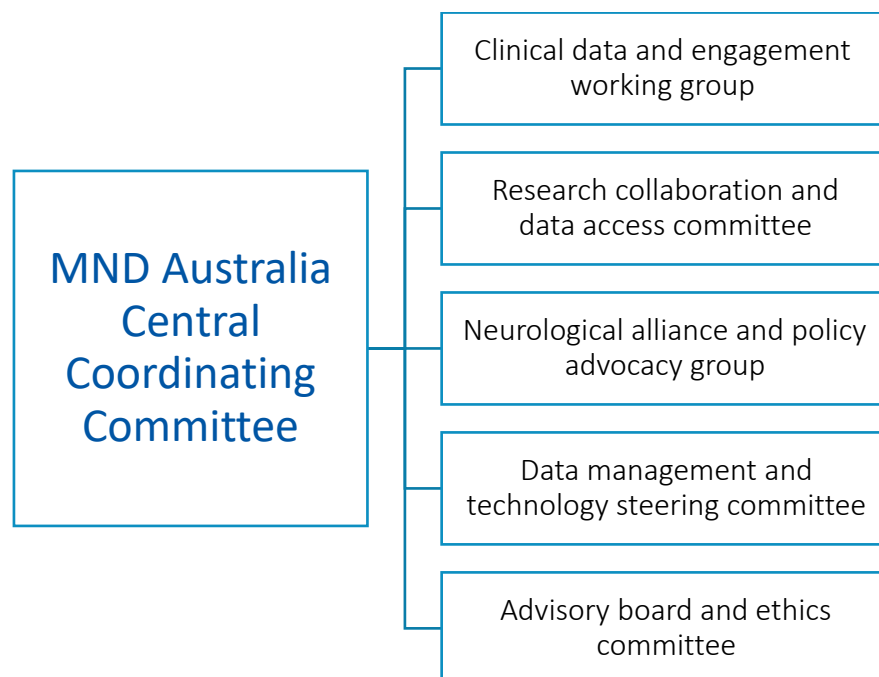 MND Australia
Central
Coordinating
Committee
Clinical data and engagement
working group
Research collaboration and
data access committee
Neurological alliance and policy
advocacy group
Data management and
technology steering committee
Advisory board and ethics
committee